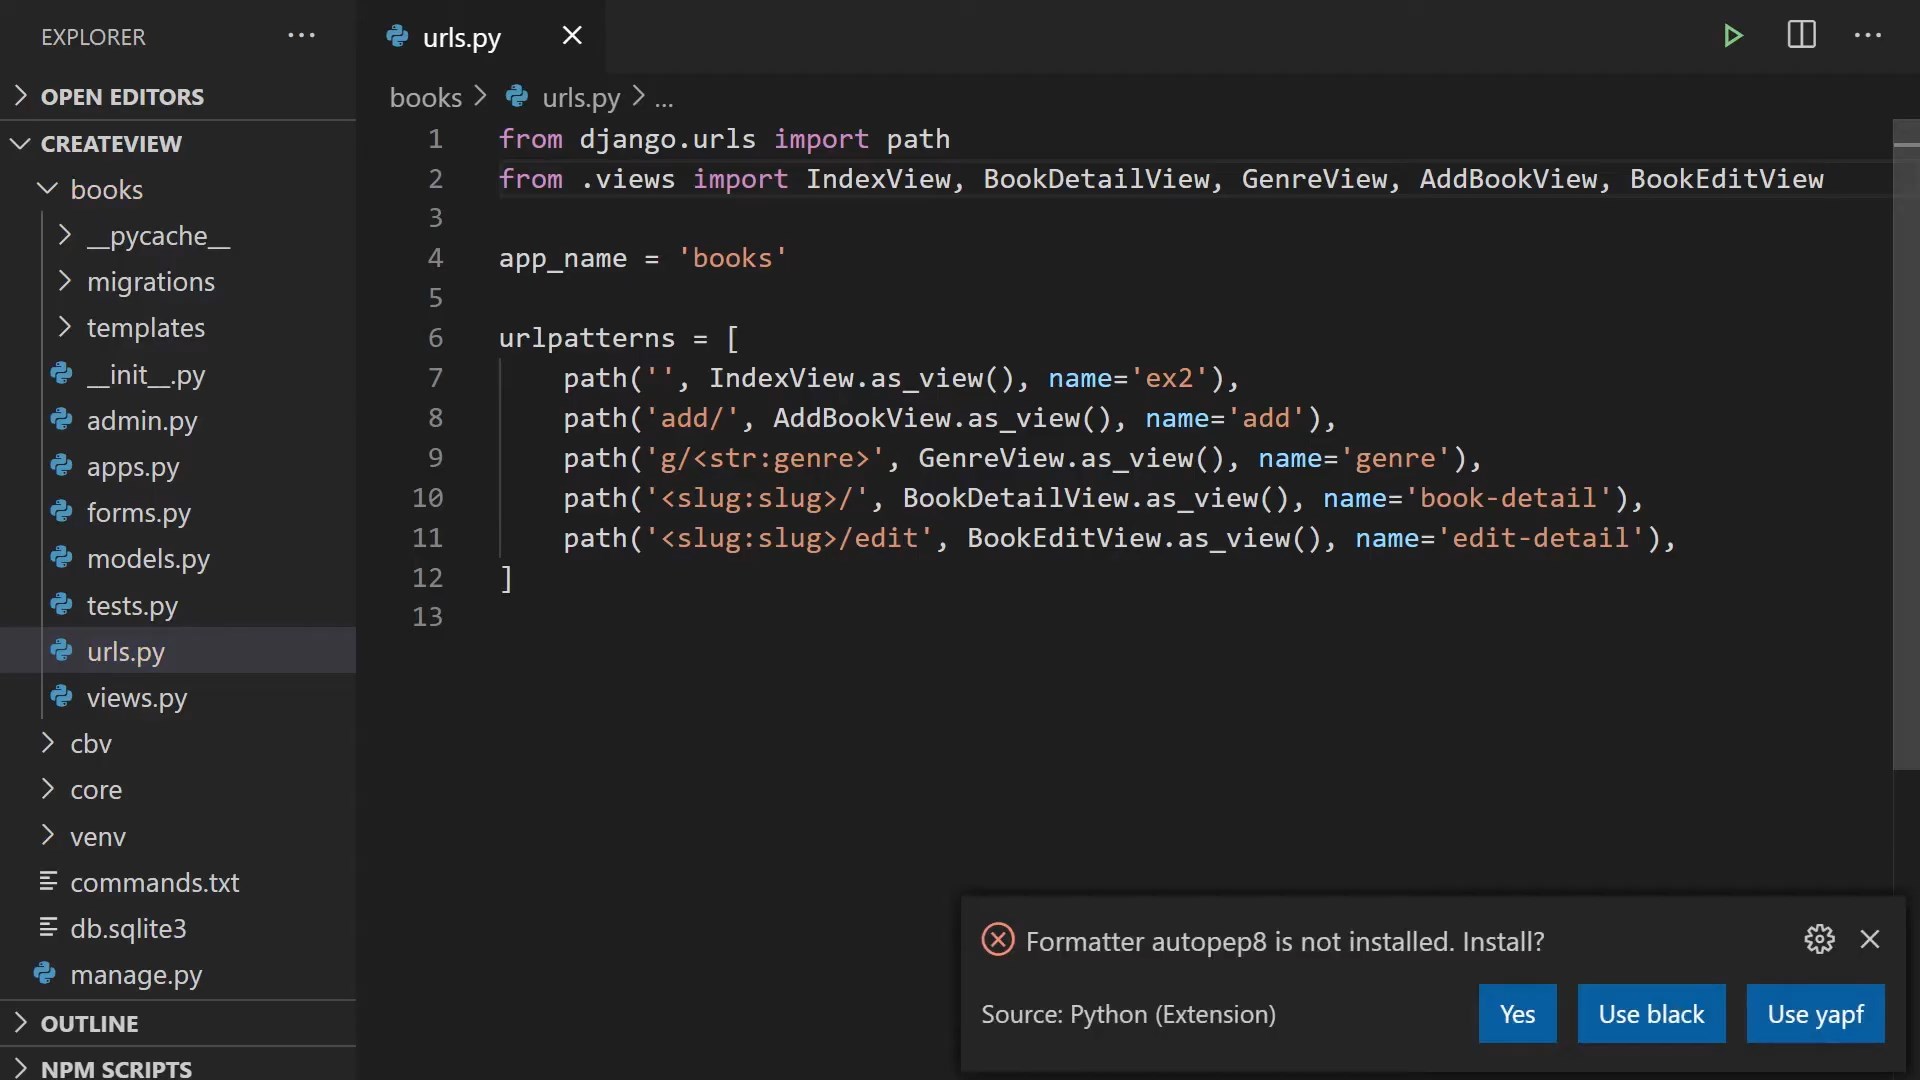 EXPLORER
OPEN EDITORS
CREATEVIEW
books
__pycache__
migrations
templates
__init__.py
admin.py
apps.py
forms.py
models.py
tests.py
urls.py
views.py
cbv
core
venv
commands.txt
db.sqlite3
manage.py
OUTLINE
NPM SCRIPTS
urls.py
books > urls.py > ...
1 from django.urls import path
2 from .views import IndexView, BookDetailView, GenreView, AddBookView, BookEditView
3
4 app_name = 'books'
5
6 urlpatterns = [
7     path('', IndexView.as_view(), name='ex2'),
8     path('add/', AddBookView.as_view(), name='add'),
9     path('g/<str:genre>', GenreView.as_view(), name='genre'),
10     path('<slug:slug>/', BookDetailView.as_view(), name='book-detail'),
11     path('<slug:slug>/edit', BookEditView.as_view(), name='edit-detail'),
12 ]
13
Formatter autopep8 is not installed. Install?
Source: Python (Extension)
Yes
Use black
Use yapf